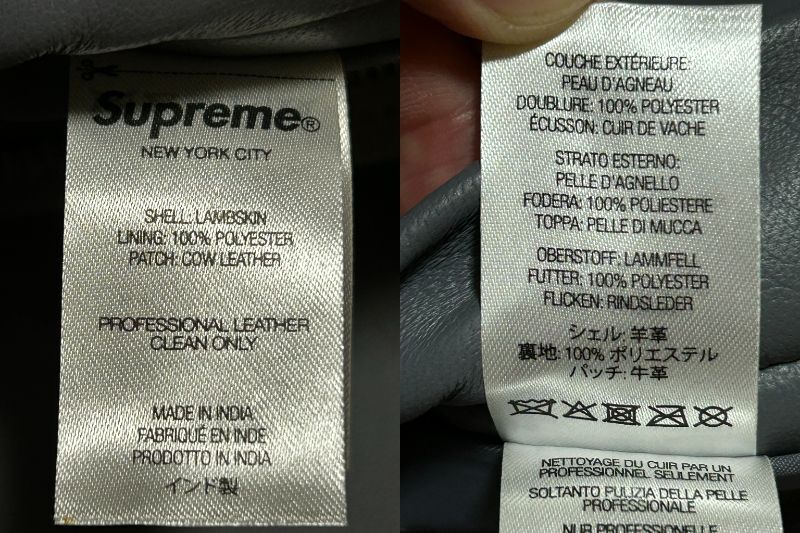 Supreme®
NEW YORK CITY
SHELL: LAMBSKIN
LINING: 100% POLYESTER
PATCH: COW LEATHER
PROFESSIONAL LEATHER
CLEAN ONLY
MADE IN INDIA
FABRIQUÉ EN INDE
PRODOTTO IN INDIA
インド製
COUCHE EXTÉRIEURE:
PEAU D'AGNEAU
DOUBLURE: 100% POLYESTER
ÉCUSSON: CUIR DE VACHE
STRATO ESTERNO:
PELLE D'AGNELLO
FODERA: 100% POLIESTERE
TOPPA: PELLE DI MUCCA
OBERSTOFF: LAMMFELL
FUTTER: 100% POLYESTER
FLICKEN: RINDSLEDER
シェル: 羊革
裏地: 100% ポリエステル
パッチ: 牛革
NETTOYAGE DU CUIR PAR UN
PROFESSIONNEL SEULEMENT
SOLTANTO PULIZIA DELLA PELLE
PROFESSIONALE
NUR PROFESSIONELLE